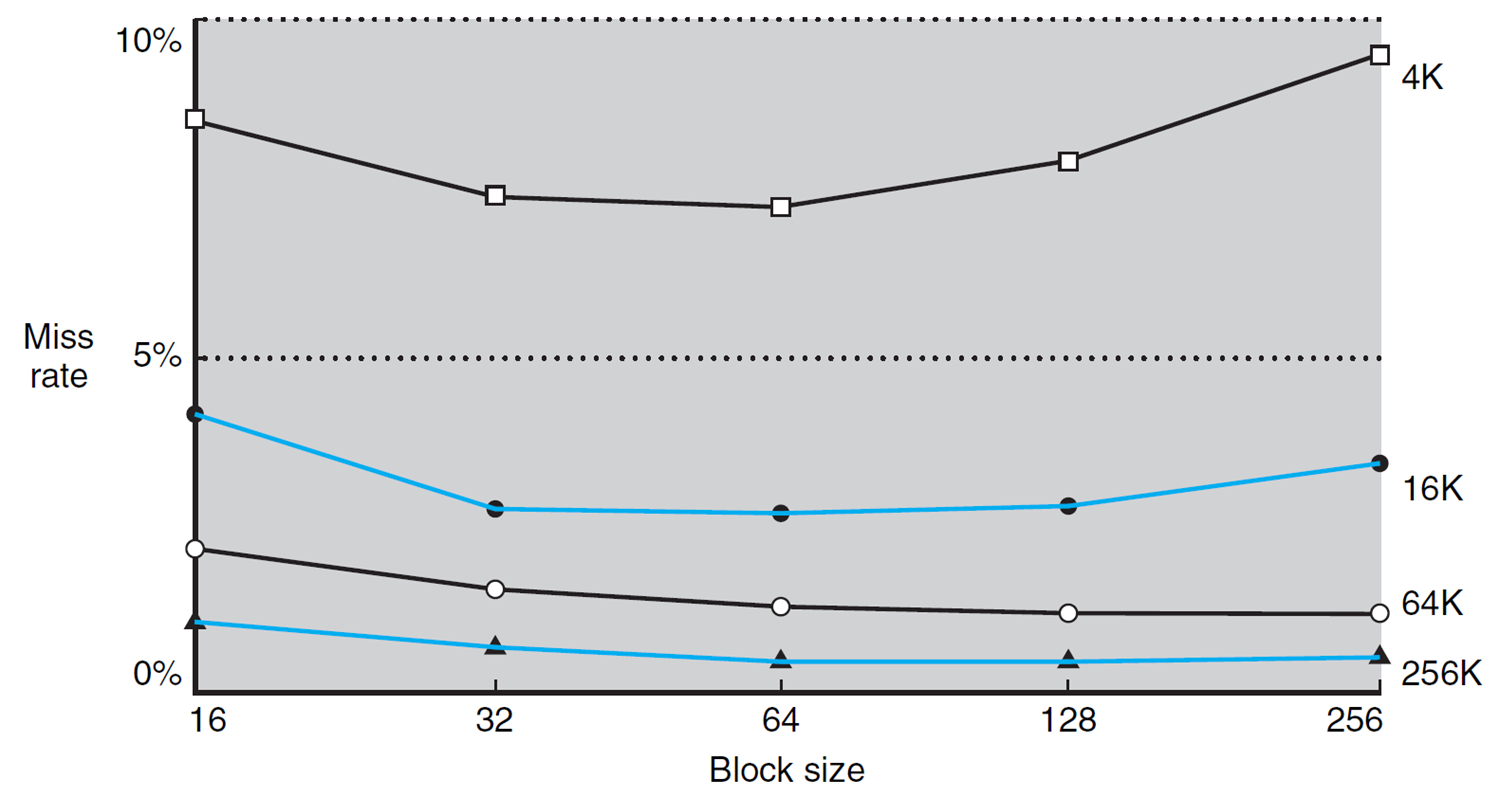 10%
4K
Miss
rate
5%
16K
64K
0%
256K
16 32 64 128 256
Block size